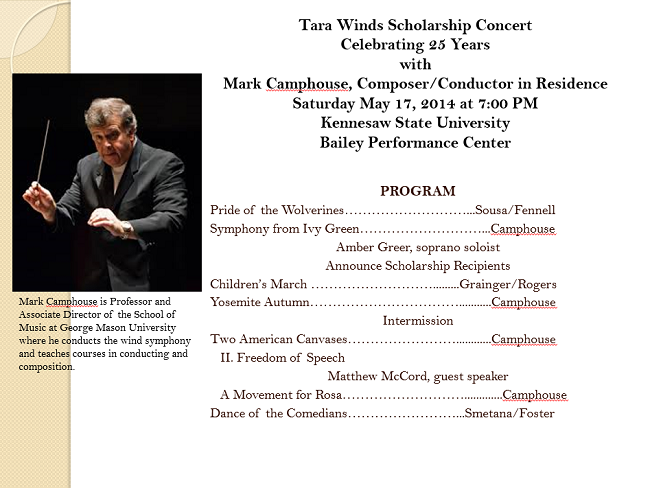 Tara Winds Scholarship Concert
Celebrating 25 Years
with
Mark Camphouse, Composer/Conductor in Residence
Saturday May 17, 2014 at 7:00 PM
Kennesaw State University
Bailey Performance Center
PROGRAM
Pride of the Wolverines………………………...Sousa/Fennell
Symphony from Ivy Green…………………………...Camphouse
Amber Greer, soprano soloist
Announce Scholarship Recipients
Children's March ………………………..........Grainger/Rogers
Yosemite Autumn……………………………...........Camphouse
Intermission
Two American Canvases……………………...........Camphouse
II. Freedom of Speech
Matthew McCord, guest speaker
A Movement for Rosa……………………….............Camphouse
Dance of the Comedians……………………...Smetana/Foster
Mark Camphouse is Professor and
Associate Director of the School of
Music at George Mason University
where he conducts the wind symphony
and teaches courses in conducting and
composition.